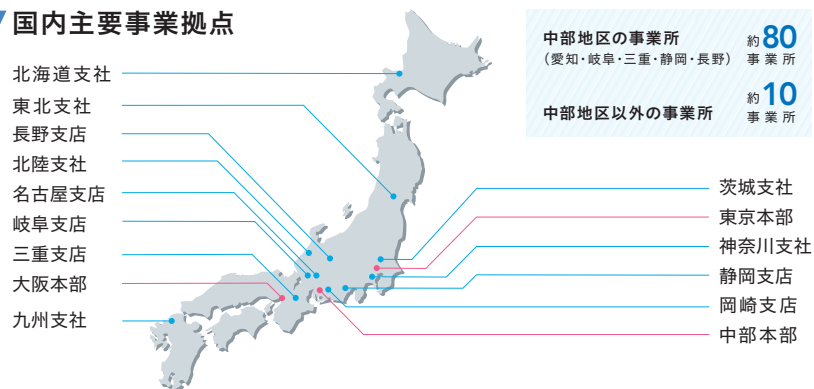 国内主要事業拠点
中部地区の事業所 約80
(愛知・岐阜・三重・静岡・長野) 事業所
中部地区以外の事業所 約10
事業所
北海道支社
東北支社
長野支店
北陸支社
名古屋支店
岐阜支店
三重支店
大阪本部
九州支社
茨城支社
東京本部
神奈川支社
静岡支店
岡崎支店
中部本部